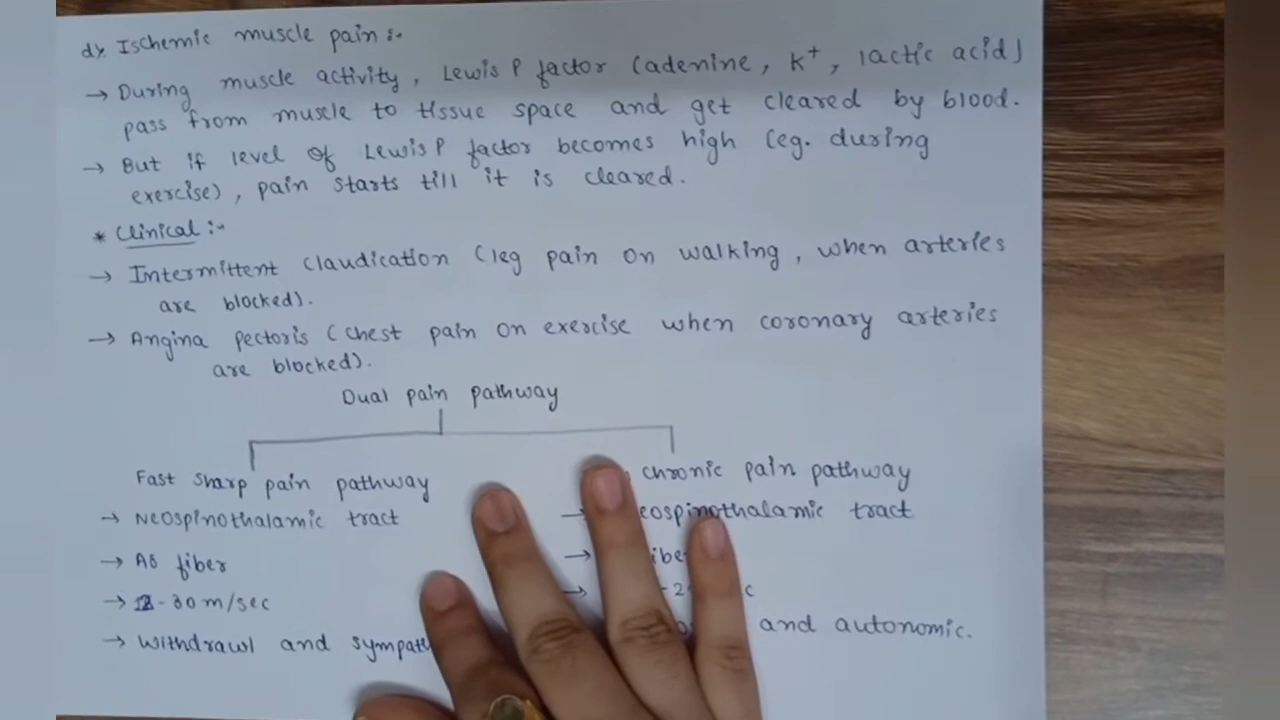 d⁒ Ischemic muscle pain :-
→ During muscle activity, Lewis P factor (adenine, K⁺, lactic acid)
pass from muscle to tissue space and get cleared by blood.
→ But if level of Lewis P factor becomes high (eg. during
exercise), pain starts till it is cleared.
* Clinical :-
→ Intermittent claudication (leg pain on walking, when arteries
are blocked).
→ Angina pectoris (chest pain on exercise when coronary arteries
are blocked).
Dual pain pathway
Fast sharp pain pathway
chronic pain pathway
→ Neospinothalamic tract
→ tract
→ Aδ fiber
→
→ 12-30 m/sec
→
→ Withdrawl and
and autonomic.